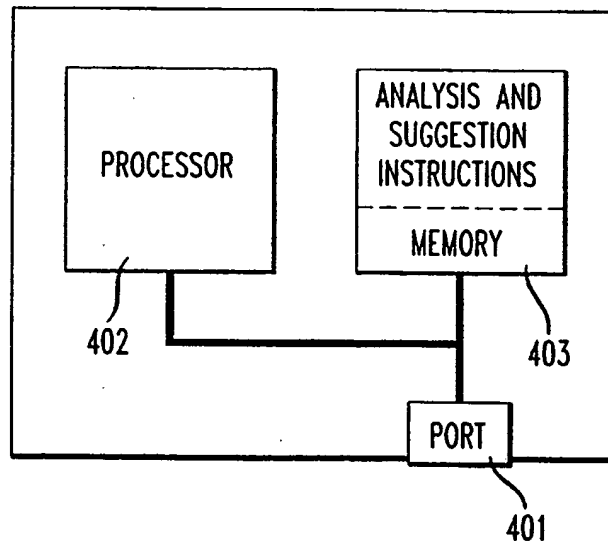 PROCESSOR
402
ANALYSIS AND
SUGGESTION
INSTRUCTIONS
MEMORY
403
PORT
401